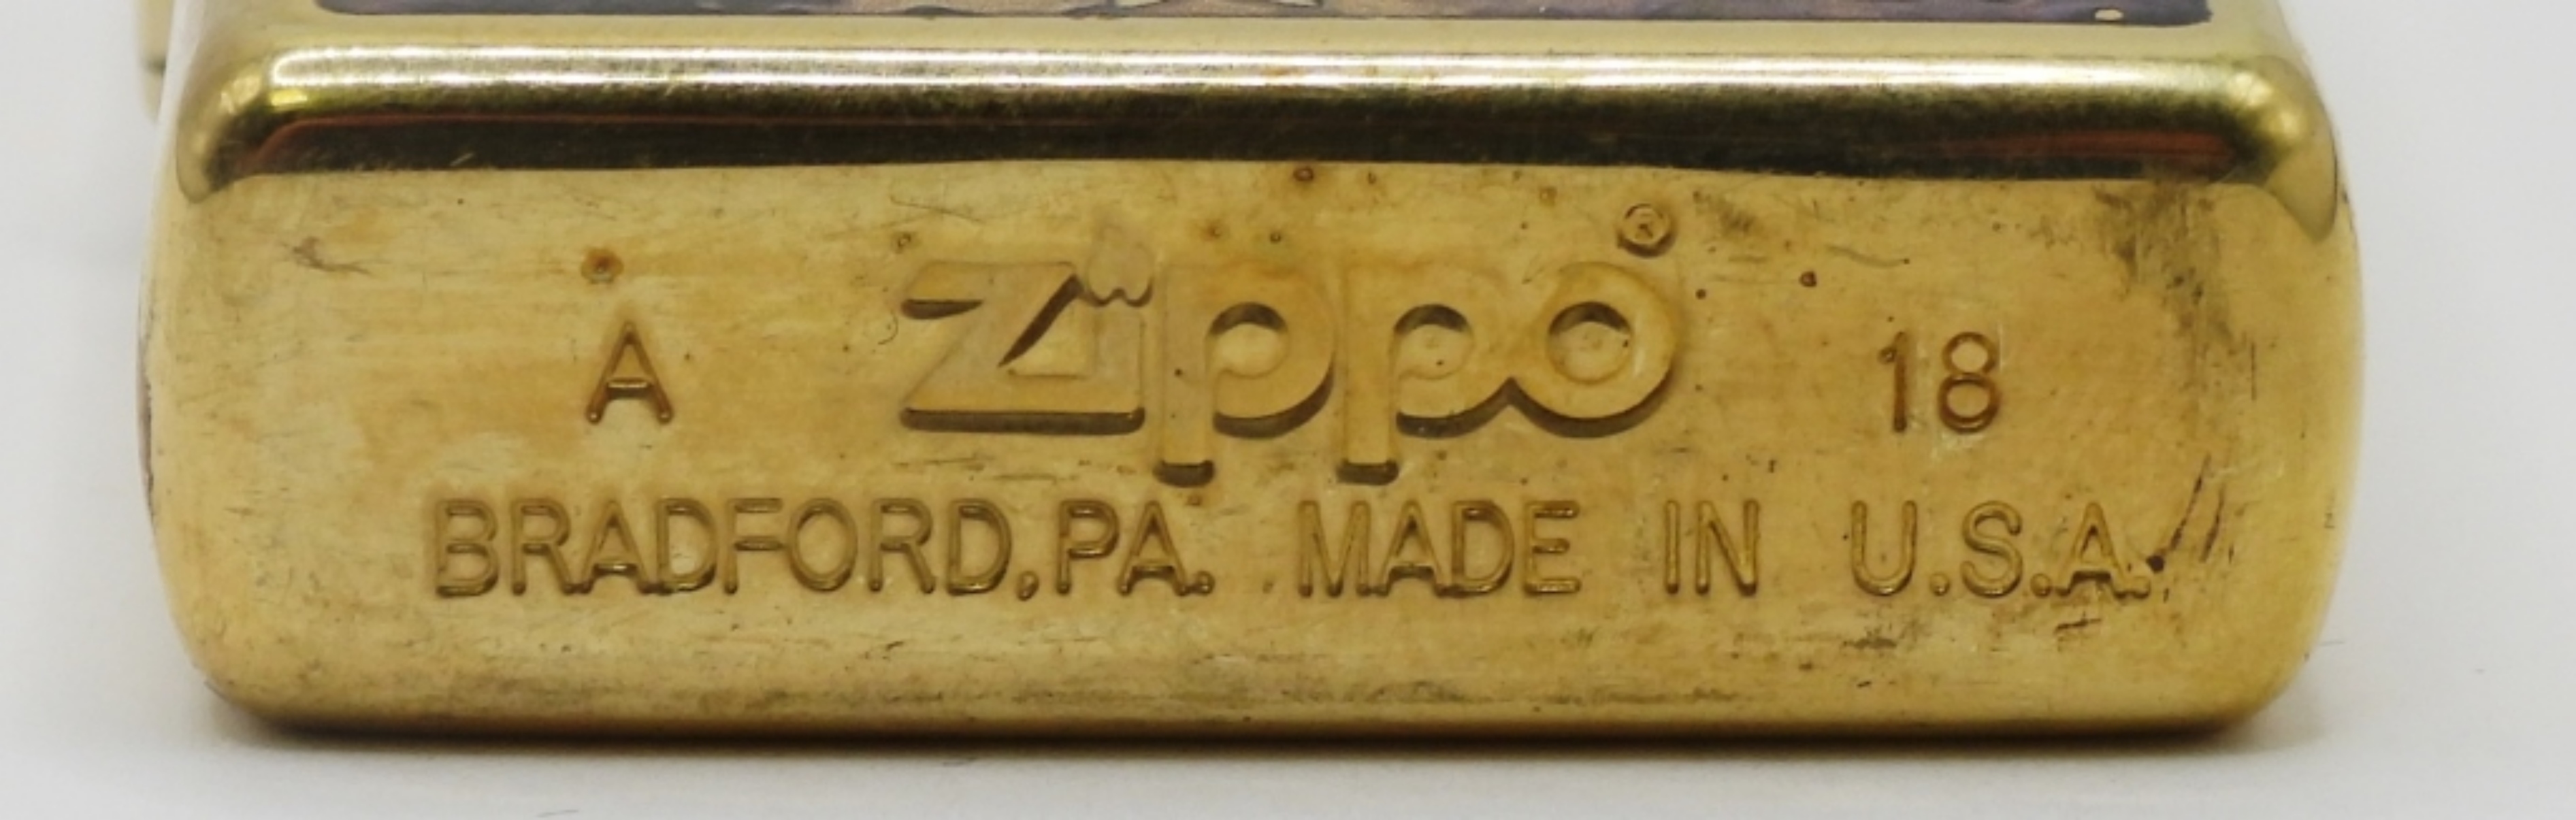 A Zippo® 18
BRADFORD,PA. MADE IN U.S.A.